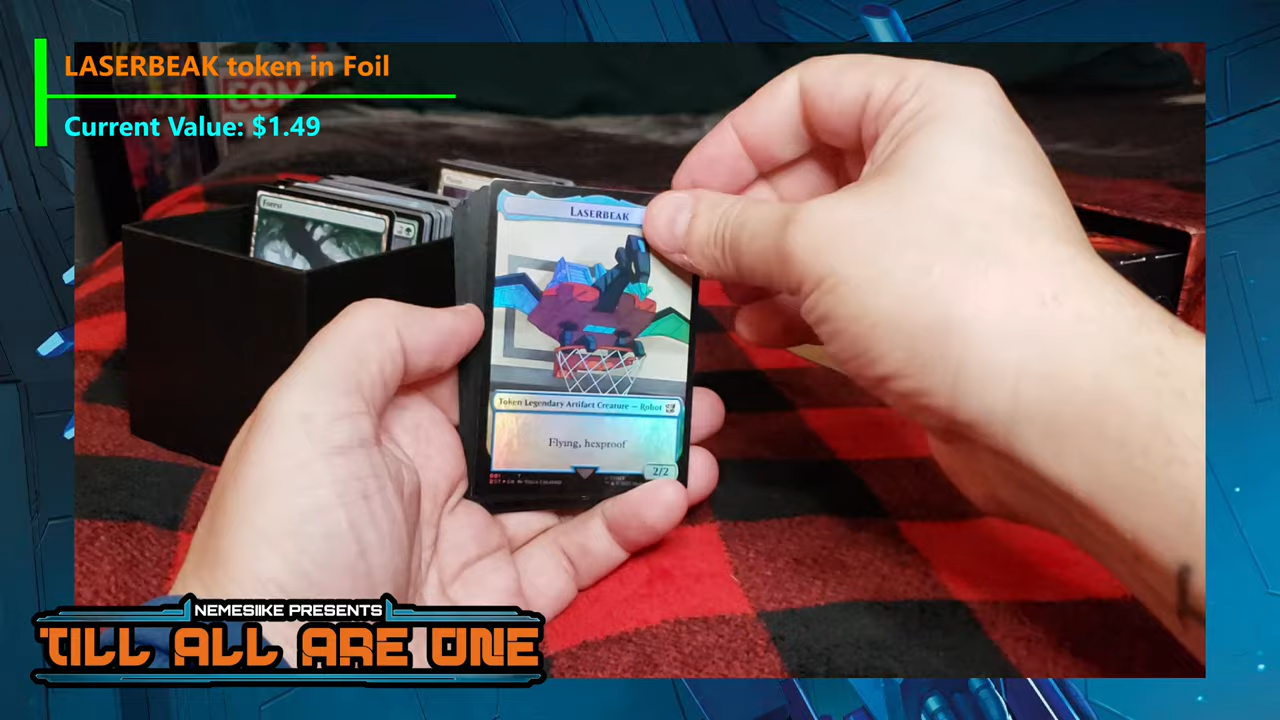 LASERBEAK token in Foil
Current Value: $1.49
Forest
LASERBEAK
Token Legendary Artifact Creature — Robot
Flying, hexproof
2/2
NEMESIIKE PRESENTS
TILL ALL ARE ONE